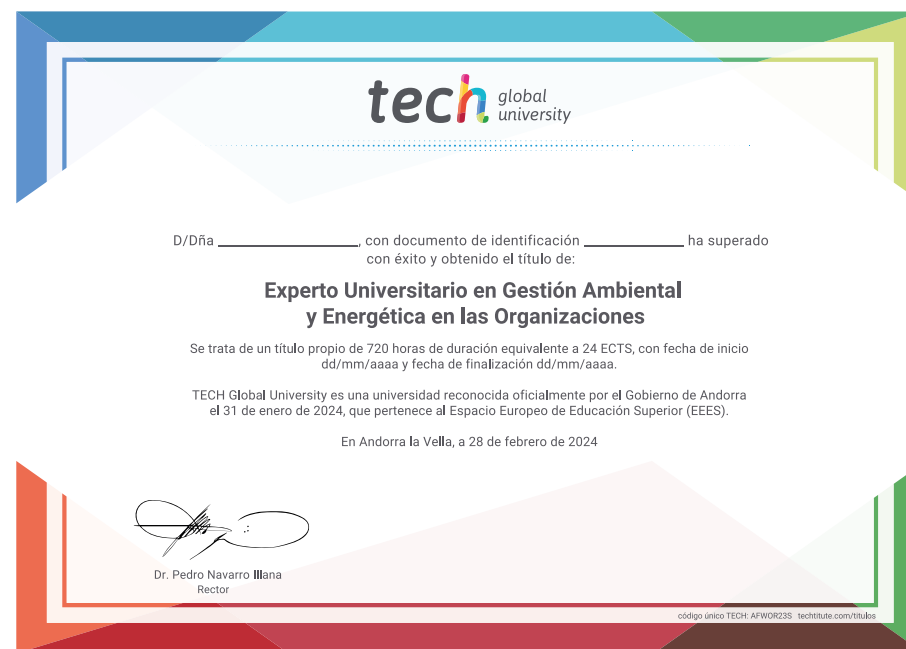 tech global university
D/Dña ____________________, con documento de identificación ______________ ha superado
con éxito y obtenido el título de:
Experto Universitario en Gestión Ambiental
y Energética en las Organizaciones
Se trata de un título propio de 720 horas de duración equivalente a 24 ECTS, con fecha de inicio
dd/mm/aaaa y fecha de finalización dd/mm/aaaa.
TECH Global University es una universidad reconocida oficialmente por el Gobierno de Andorra
el 31 de enero de 2024, que pertenece al Espacio Europeo de Educación Superior (EEES).
En Andorra la Vella, a 28 de febrero de 2024
Dr. Pedro Navarro Illana
Rector
código único TECH: AFWOR23S techtitute.com/titulos